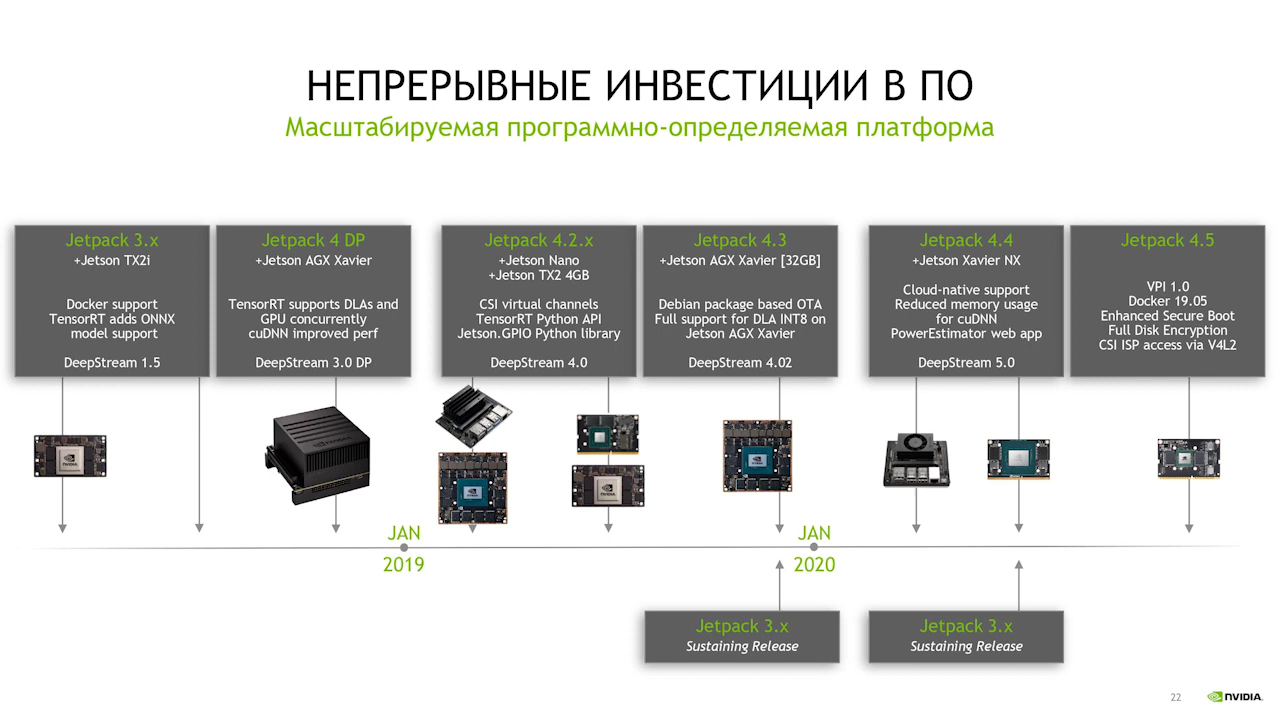 НЕПРЕРЫВНЫЕ ИНВЕСТИЦИИ В ПО
Масштабируемая программно-определяемая платформа
Jetpack 3.x
+Jetson TX2i
Docker support
TensorRT adds ONNX
model support
DeepStream 1.5
Jetpack 4 DP
+Jetson AGX Xavier
TensorRT supports DLAs and
GPU concurrently
cuDNN improved perf
DeepStream 3.0 DP
Jetpack 4.2.x
+Jetson Nano
+Jetson TX2 4GB
CSI virtual channels
TensorRT Python API
Jetson.GPIO Python library
DeepStream 4.0
Jetpack 4.3
+Jetson AGX Xavier [32GB]
Debian package based OTA
Full support for DLA INT8 on
Jetson AGX Xavier
DeepStream 4.02
Jetpack 4.4
+Jetson Xavier NX
Cloud-native support
Reduced memory usage
for cuDNN
PowerEstimator web app
DeepStream 5.0
Jetpack 4.5
VPI 1.0
Docker 19.05
Enhanced Secure Boot
Full Disk Encryption
CSI ISP access via V4L2
JAN
2019
JAN
2020
Jetpack 3.x
Sustaining Release
Jetpack 3.x
Sustaining Release
22
NVIDIA.